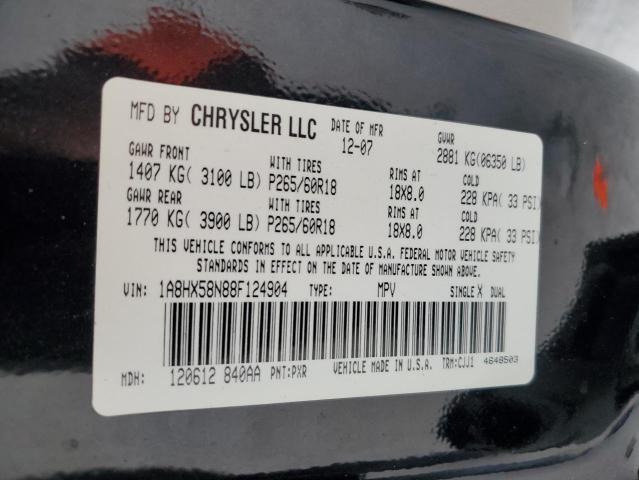 MFD BY CHRYSLER LLC DATE OF MFR 12-07 GVWR 2881 KG(06350 LB)
GAWR FRONT WITH TIRES RIMS AT COLD
1407 KG( 3100 LB) P265/60R18 18X8.0 228 KPA( 33 PSI)
GAWR REAR WITH TIRES RIMS AT COLD
1770 KG( 3900 LB) P265/60R18 18X8.0 228 KPA( 33 PSI)
THIS VEHICLE CONFORMS TO ALL APPLICABLE U.S.A. FEDERAL MOTOR VEHICLE SAFETY
STANDARDS IN EFFECT ON THE DATE OF MANUFACTURE SHOWN ABOVE.
VIN: 1A8HX58N88F124904 TYPE: MPV SINGLE X DUAL
MDH: 120612 840AA PNT:PXR VEHICLE MADE IN U.S.A. TRM:CJJ1 4648503